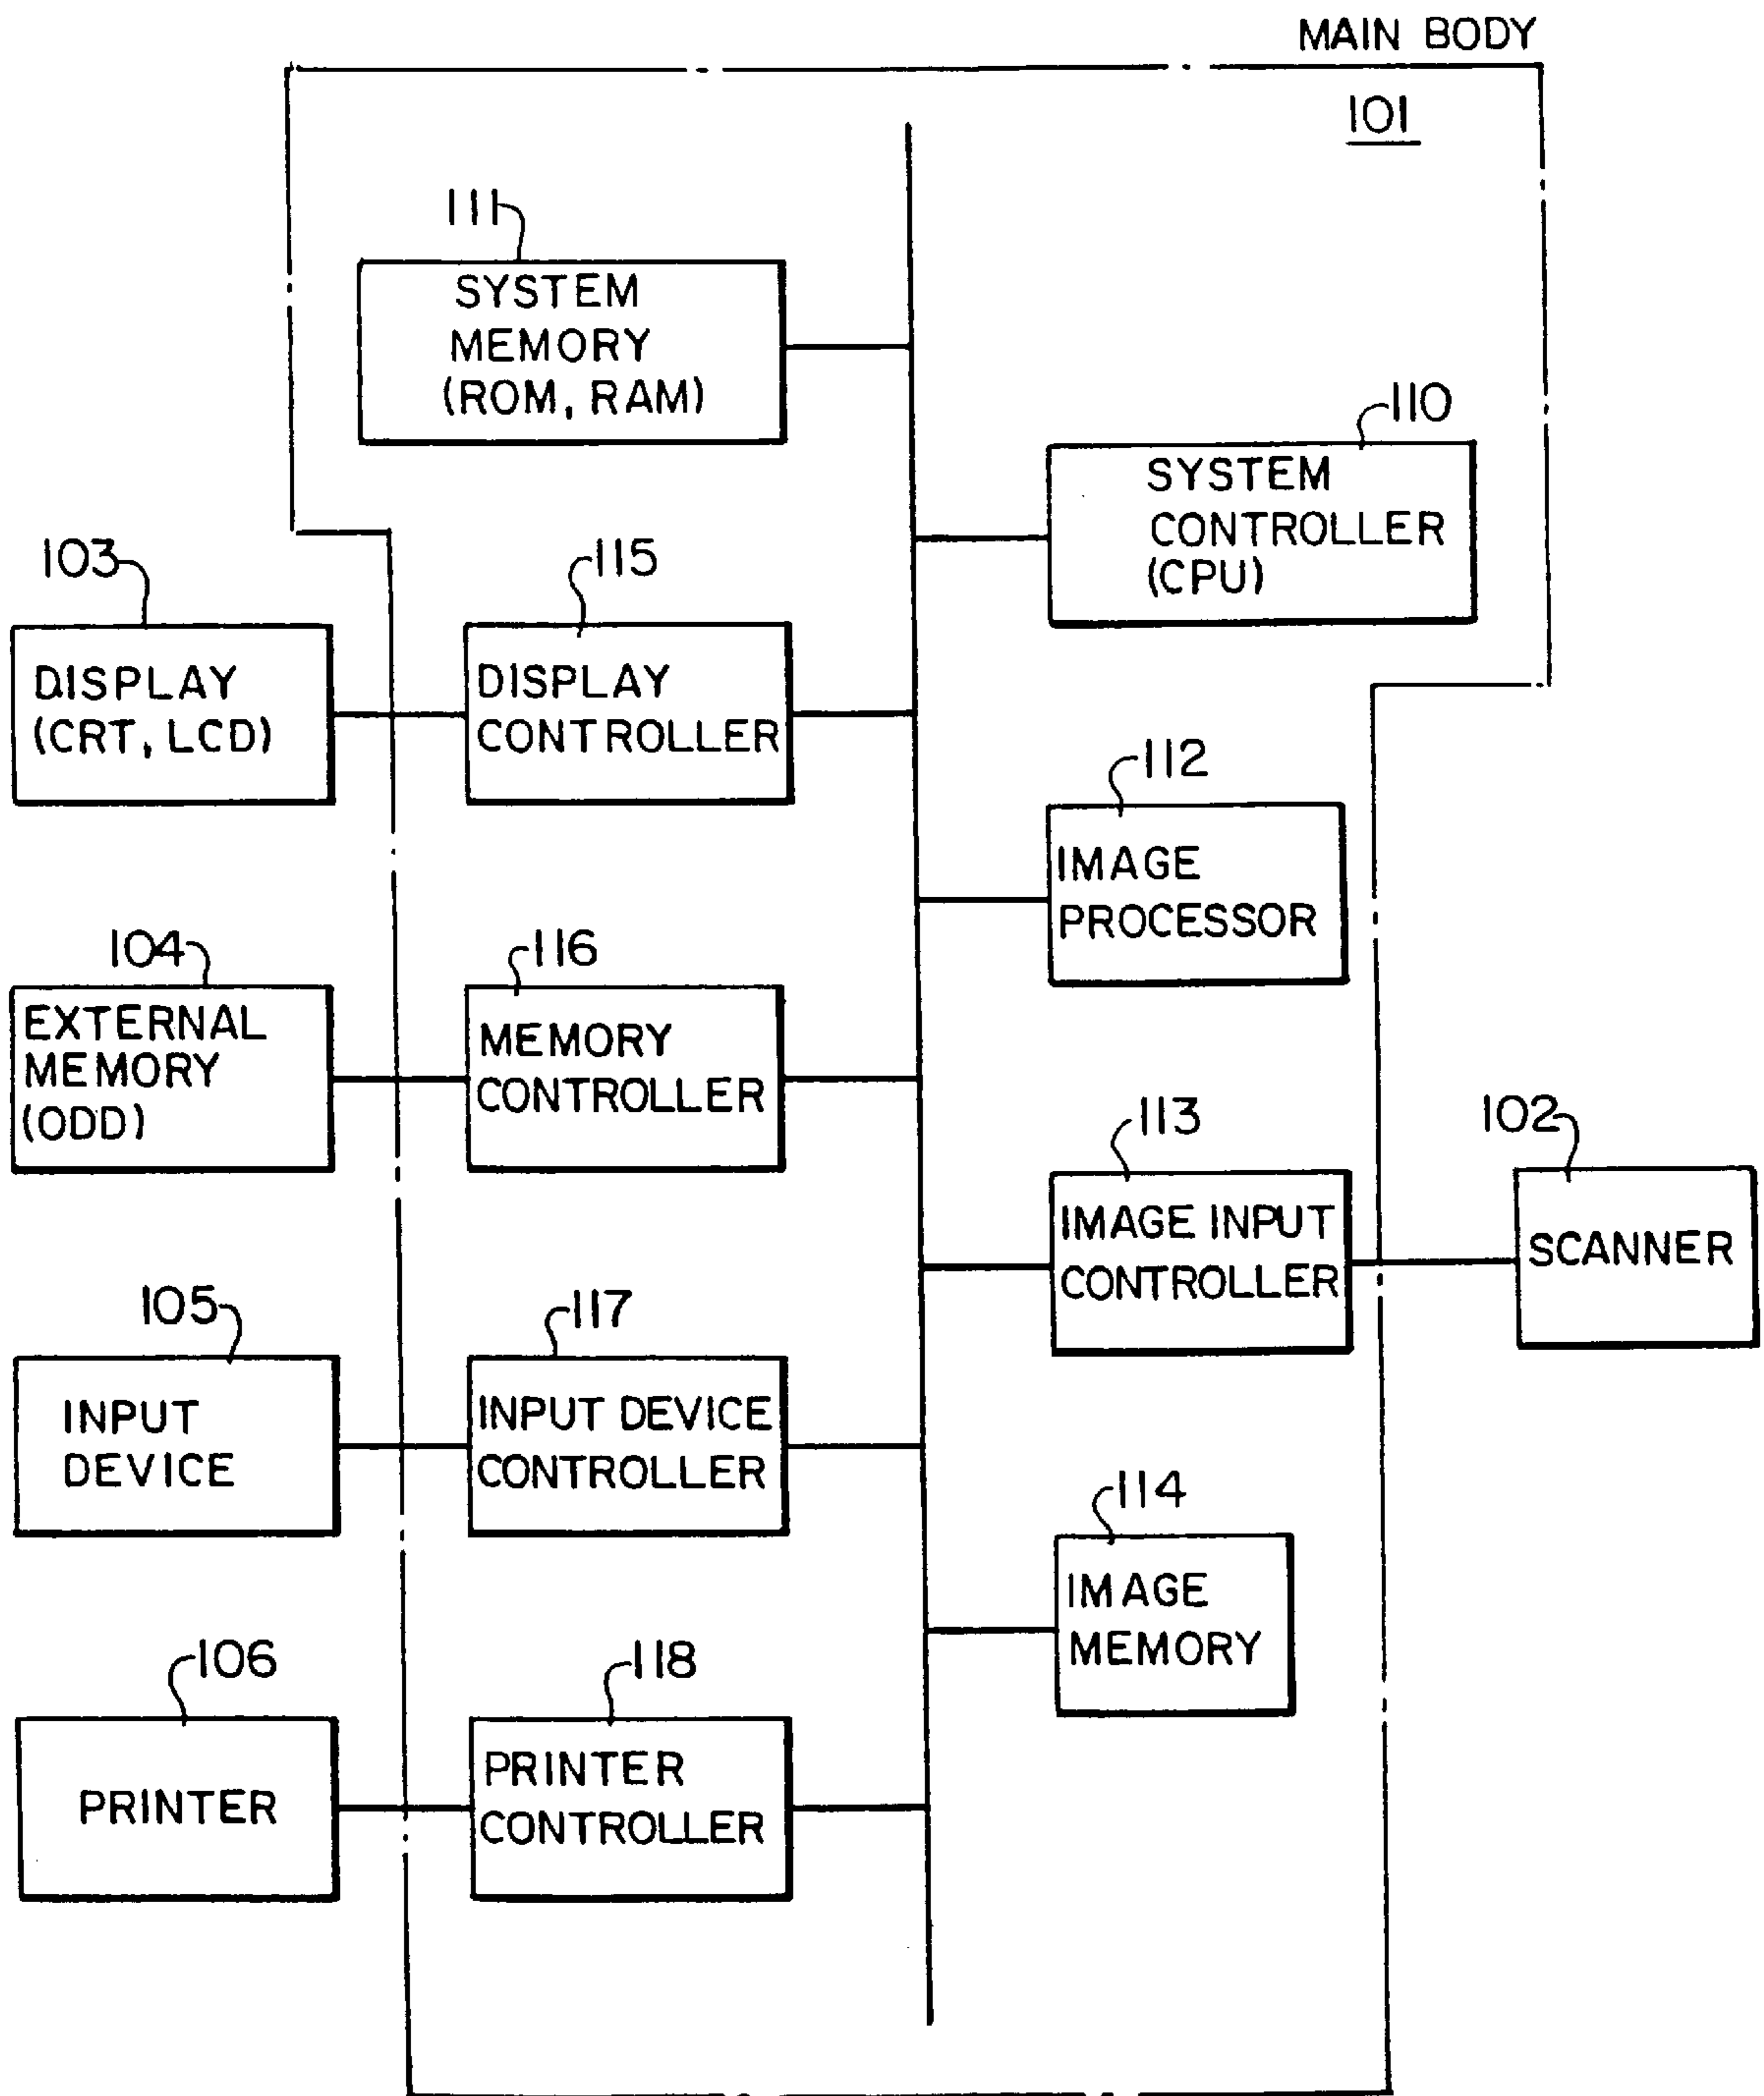 MAIN BODY
101
111
SYSTEM
MEMORY
(ROM, RAM)
110
SYSTEM
CONTROLLER
(CPU)
103
DISPLAY
(CRT, LCD)
115
DISPLAY
CONTROLLER
112
IMAGE
PROCESSOR
104
EXTERNAL
MEMORY
(ODD)
116
MEMORY
CONTROLLER
113
IMAGE INPUT
CONTROLLER
102
SCANNER
105
INPUT
DEVICE
117
INPUT DEVICE
CONTROLLER
114
IMAGE
MEMORY
106
PRINTER
118
PRINTER
CONTROLLER